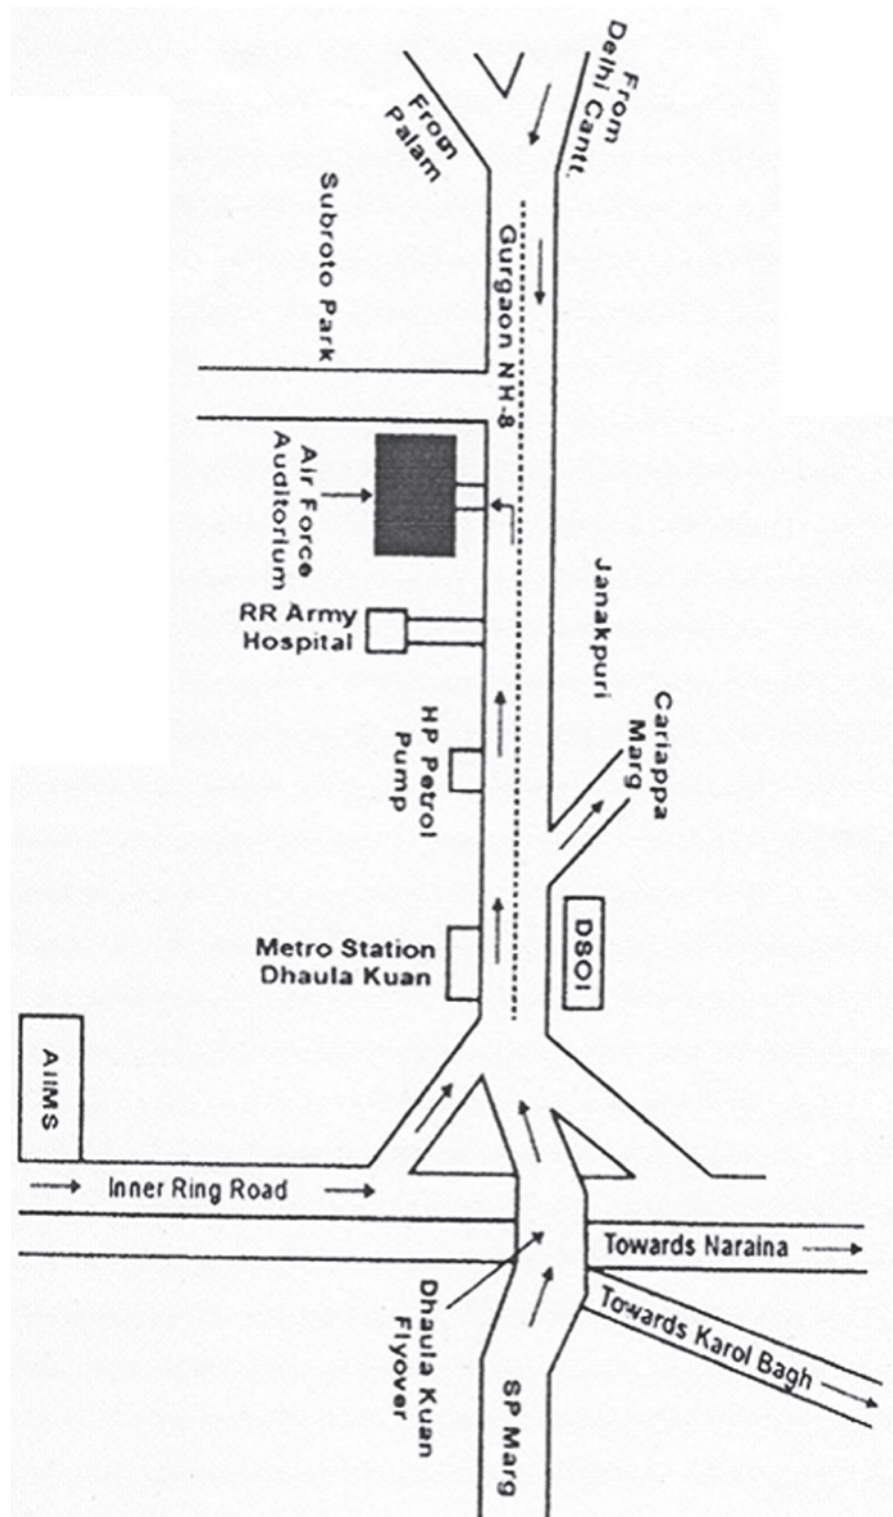 From
Delhi Cantt.
From
Palam
Subroto Park
Gurgaon NH-8
Air Force
Auditorium
Janakpuri
RR Army
Hospital
Cariappa
Marg
HP Petrol
Pump
DSOI
Metro Station
Dhaula Kuan
AIIMS
Inner Ring Road
Towards Naraina
Towards Karol Bagh
Dhaula Kuan
Flyover
SP Marg